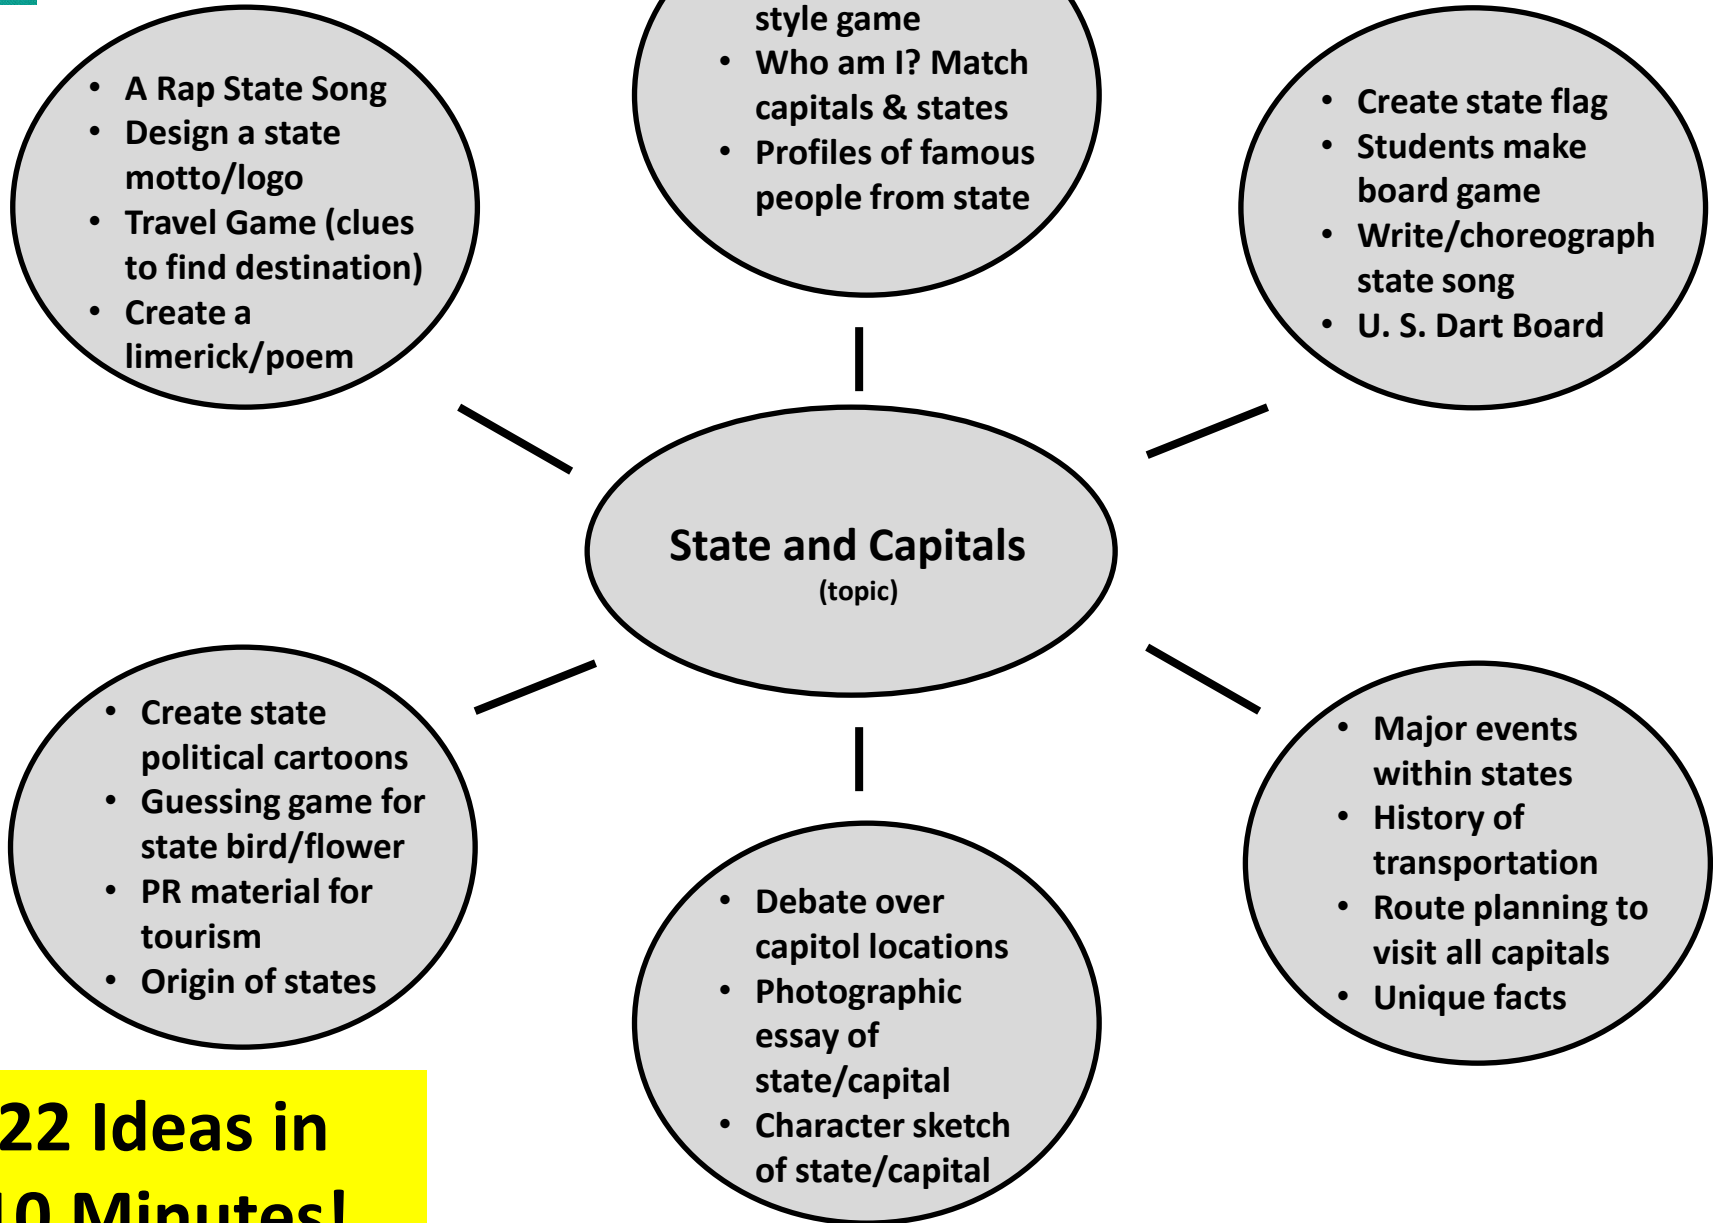 • A Rap State Song
• Design a state
motto/logo
• Travel Game (clues
to find destination)
• Create a
limerick/poem
style game
• Who am I? Match
capitals & states
• Profiles of famous
people from state
• Create state flag
• Students make
board game
• Write/choreograph
state song
• U. S. Dart Board
State and Capitals
(topic)
• Create state
political cartoons
• Guessing game for
state bird/flower
• PR material for
tourism
• Origin of states
• Debate over
capitol locations
• Photographic
essay of
state/capital
• Character sketch
of state/capital
• Major events
within states
• History of
transportation
• Route planning to
visit all capitals
• Unique facts
22 Ideas in
10 Minutes!